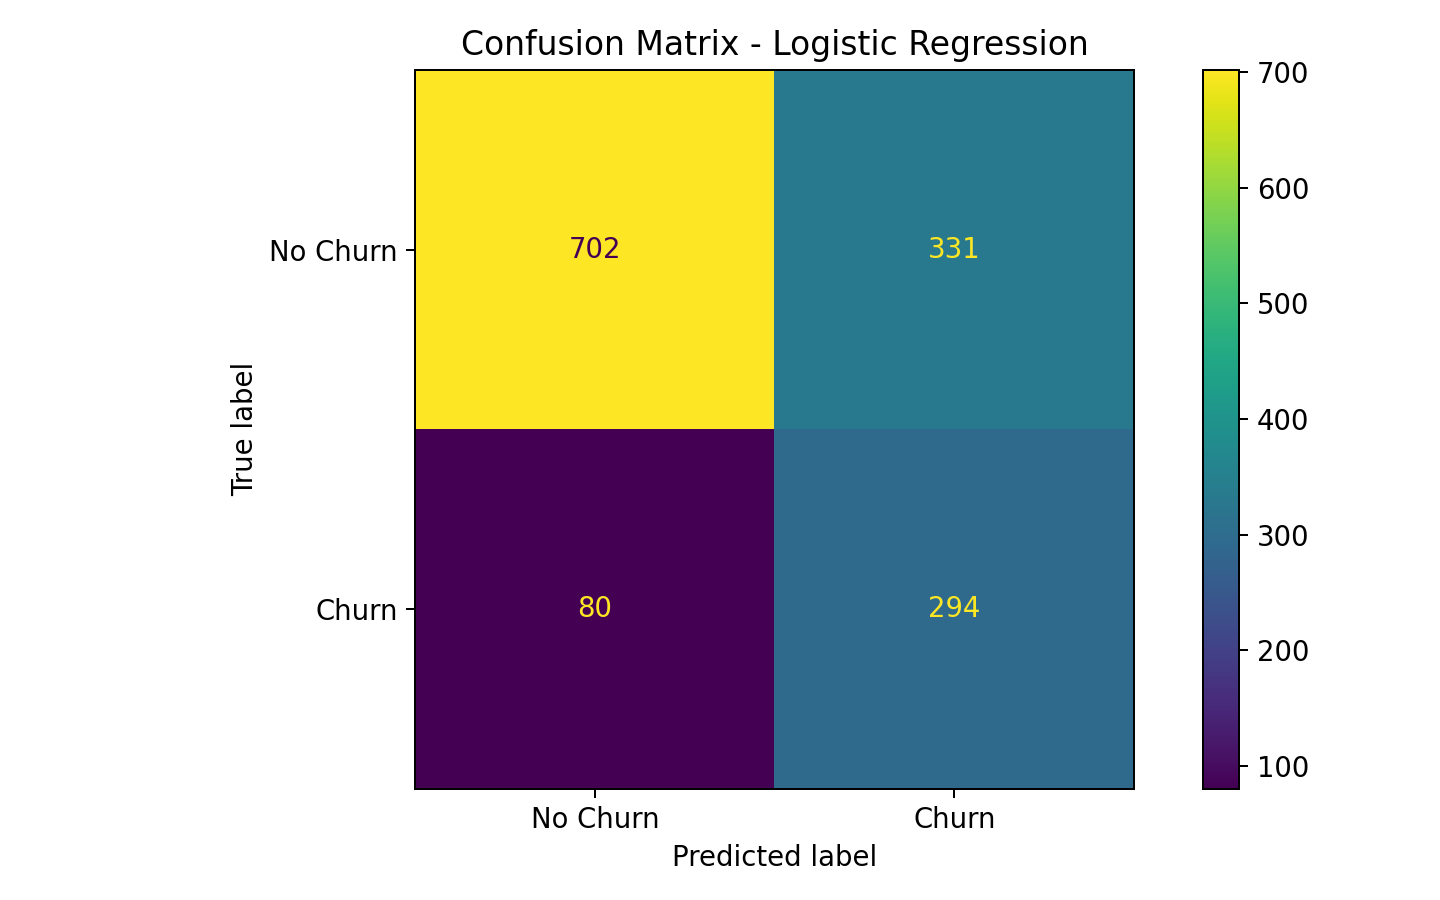 Confusion Matrix - Logistic Regression
True label
No Churn
Churn
702
331
80
294
No Churn
Churn
Predicted label
700
600
500
400
300
200
100